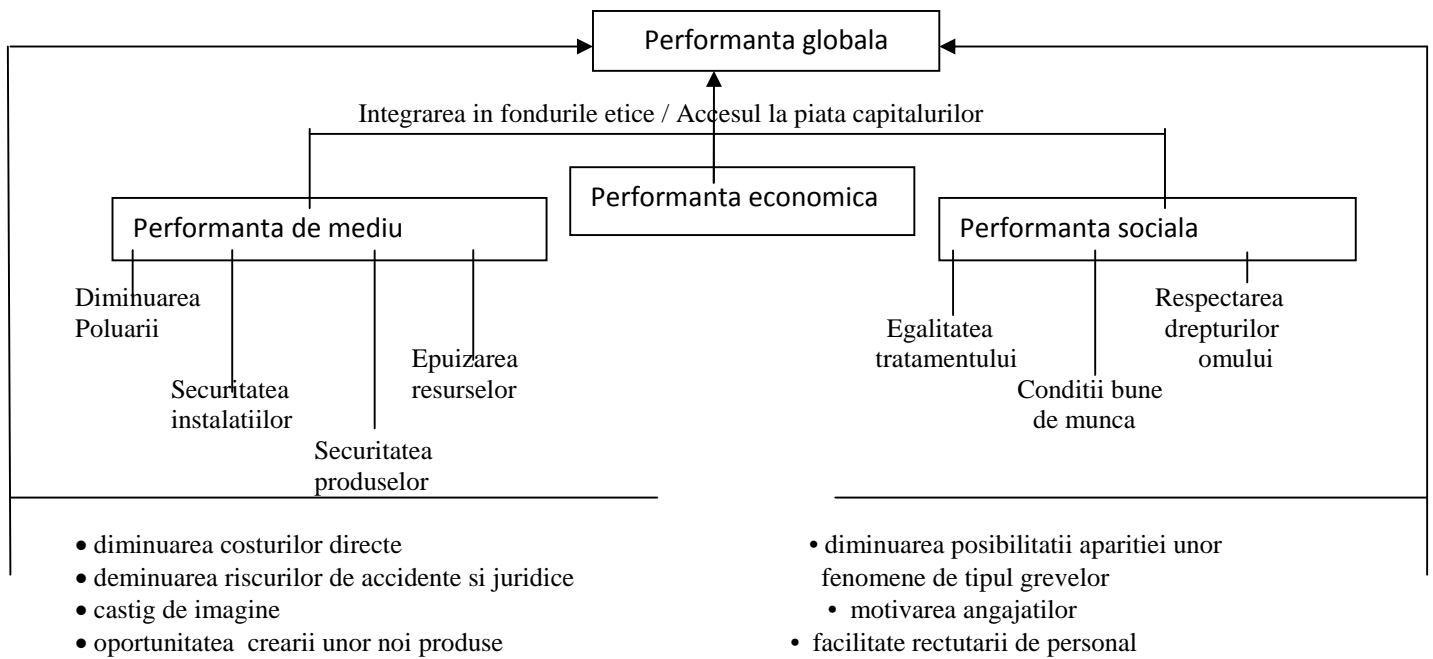 Performanta globala
Integrarea in fondurile etice / Accesul la piata capitalurilor
Performanta economica
Performanta de mediu
Performanta sociala
Diminuarea
Poluarii
Securitatea
instalatiilor
Securitatea
produselor
Epuizarea
resurselor
Egalitatea
tratamentului
Conditii bune
de munca
Respectarea
drepturilor
omului
• diminuarea costurilor directe
• deminuarea riscurilor de accidente si juridice
• castig de imagine
• oportunitatea crearii unor noi produse
• diminuarea posibilitatii aparitiei unor
fenomene de tipul grevelor
• motivarea angajatilor
• facilitate rectutarii de personal